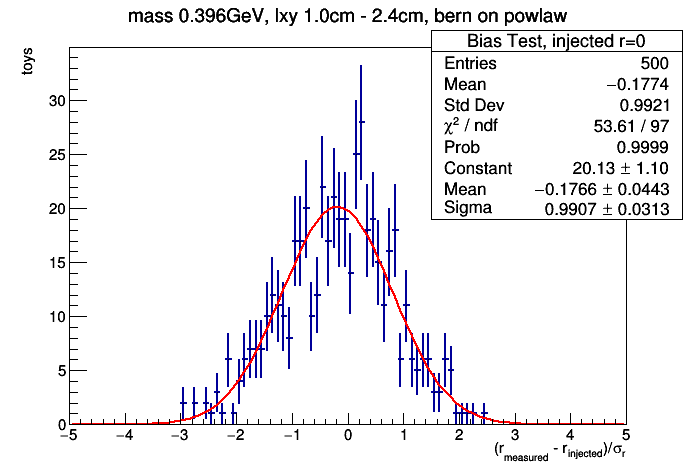 mass 0.396GeV, lxy 1.0cm - 2.4cm, bern on powlaw
Bias Test, injected r=0
Entries 500
Mean −0.1774
Std Dev 0.9921
χ² / ndf 53.61 / 97
Prob 0.9999
Constant 20.13 ± 1.10
Mean −0.1766 ± 0.0443
Sigma 0.9907 ± 0.0313
toys
30
25
20
15
10
5
0
−5 −4 −3 −2 −1 0 1 2 3 4 5
(r_measured - r_injected)/σ_r